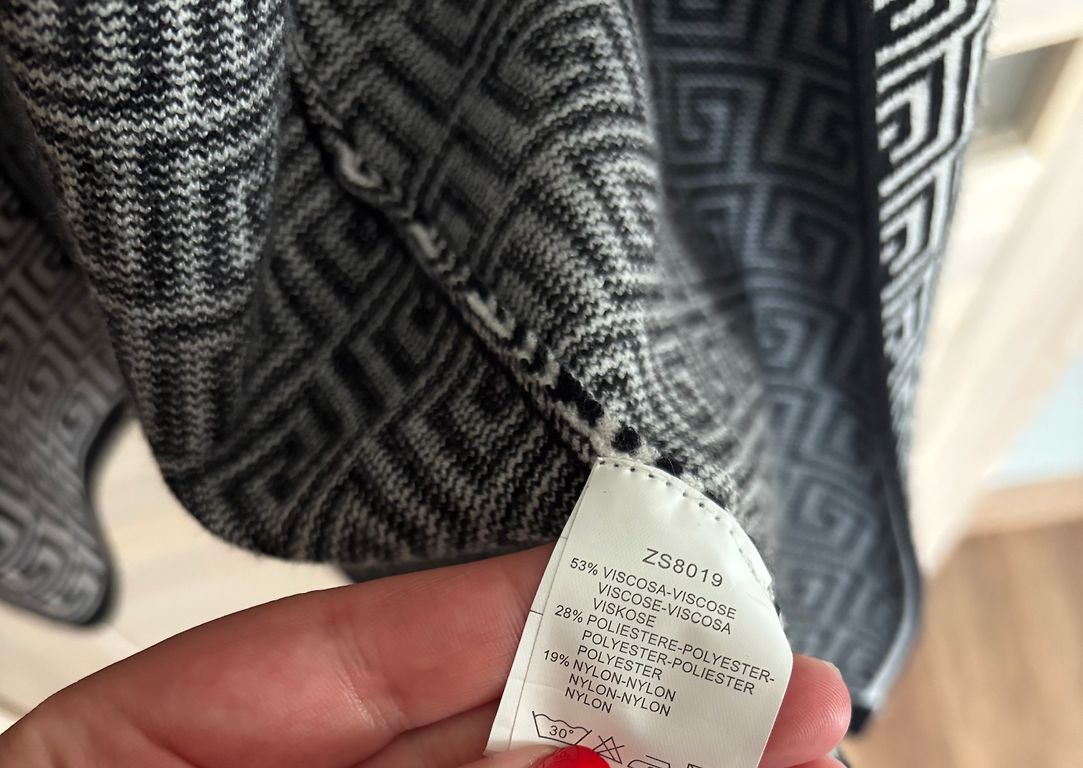 ZS8019
53% VISCOSA-VISCOSE
VISCOSE-VISCOSA
VISKOSE
28% POLIESTERE-POLYESTER-
POLYESTER-POLIESTER
POLYESTER
19% NYLON-NYLON
NYLON-NYLON
NYLON
30°